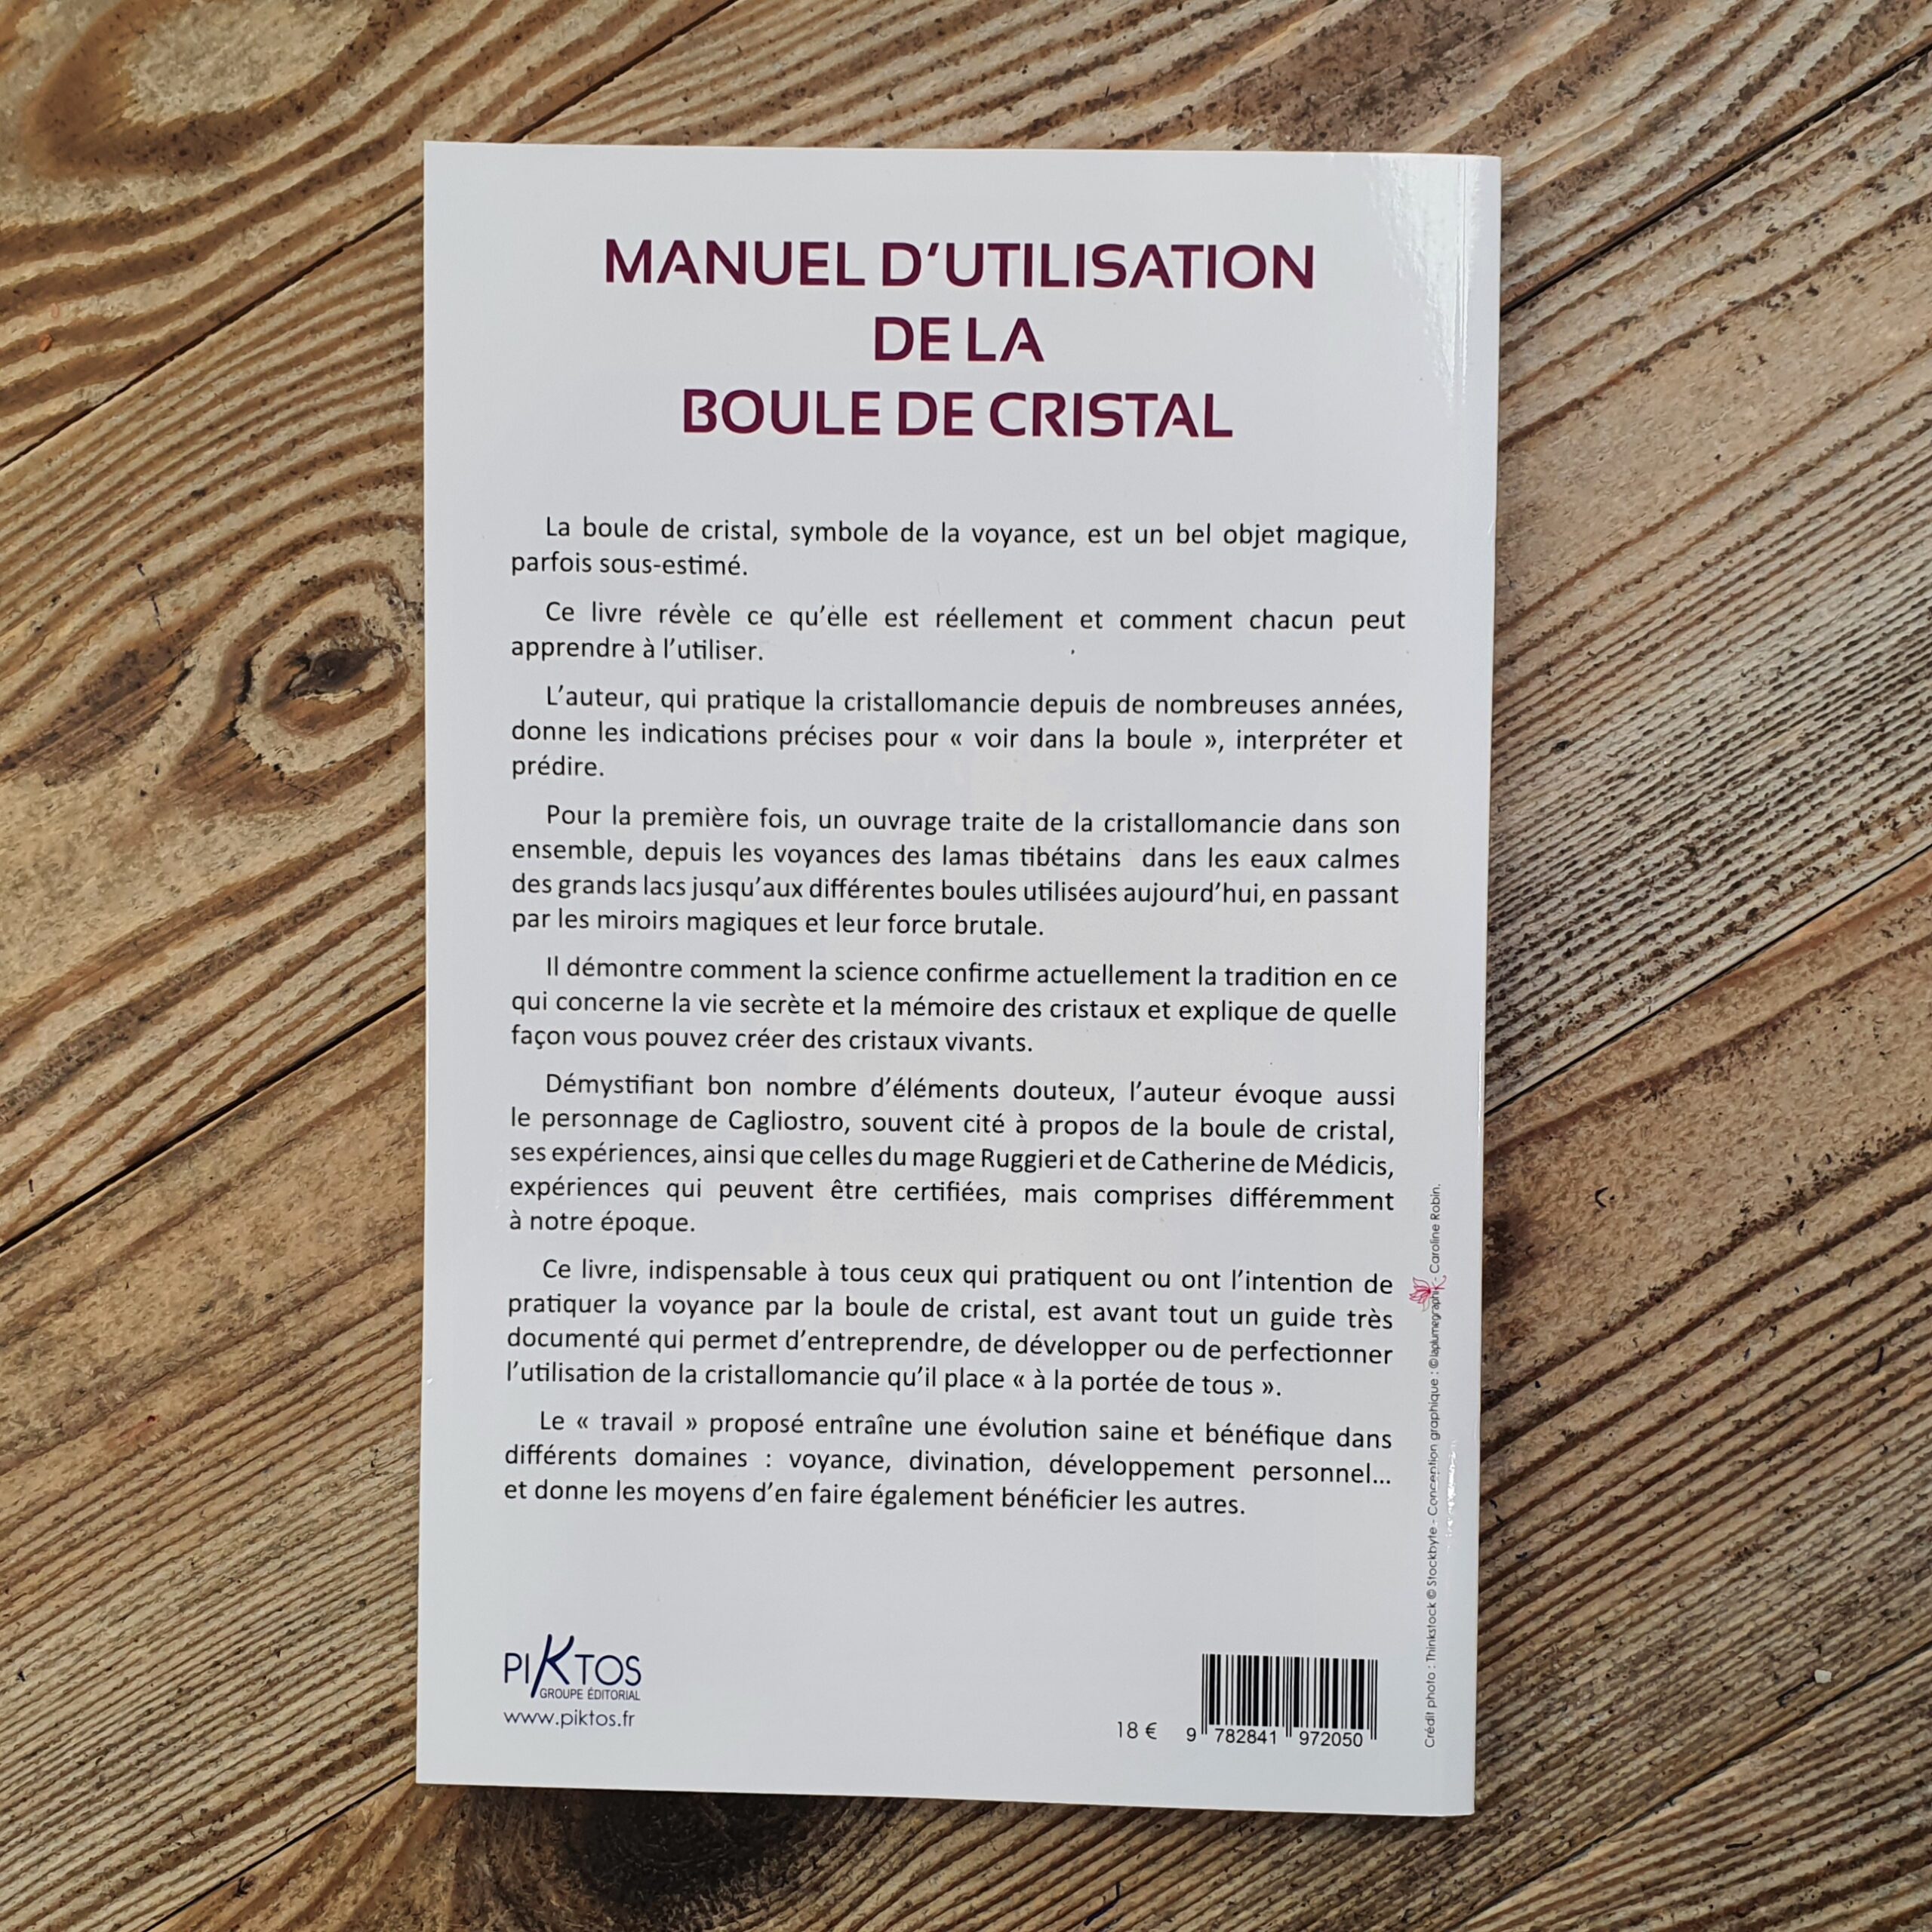 MANUEL D'UTILISATION
DE LA
BOULE DE CRISTAL
La boule de cristal, symbole de la voyance, est un bel objet magique,
parfois sous-estimé.
Ce livre révèle ce qu'elle est réellement et comment chacun peut
apprendre à l'utiliser.
L'auteur, qui pratique la cristallomancie depuis de nombreuses années,
donne les indications précises pour « voir dans la boule », interpréter et
prédire.
Pour la première fois, un ouvrage traite de la cristallomancie dans son
ensemble, depuis les voyances des lamas tibétains dans les eaux calmes
des grands lacs jusqu'aux différentes boules utilisées aujourd'hui, en passant
par les miroirs magiques et leur force brutale.
Il démontre comment la science confirme actuellement la tradition en ce
qui concerne la vie secrète et la mémoire des cristaux et explique de quelle
façon vous pouvez créer des cristaux vivants.
Démystifiant bon nombre d'éléments douteux, l'auteur évoque aussi
le personnage de Cagliostro, souvent cité à propos de la boule de cristal,
ses expériences, ainsi que celles du mage Ruggieri et de Catherine de Médicis,
expériences qui peuvent être certifiées, mais comprises différemment
à notre époque.
Ce livre, indispensable à tous ceux qui pratiquent ou ont l'intention de
pratiquer la voyance par la boule de cristal, est avant tout un guide très
documenté qui permet d'entreprendre, de développer ou de perfectionner
l'utilisation de la cristallomancie qu'il place « à la portée de tous ».
Le « travail » proposé entraîne une évolution saine et bénéfique dans
différents domaines : voyance, divination, développement personnel...
et donne les moyens d'en faire également bénéficier les autres.
PIKTOS
GROUPE ÉDITORIAL
www.piktos.fr
18 €
9 782841 972050
Crédit photo : Thinkstock © Stockbyte - Conception graphique : © laplumegraphik - Caroline Robin.